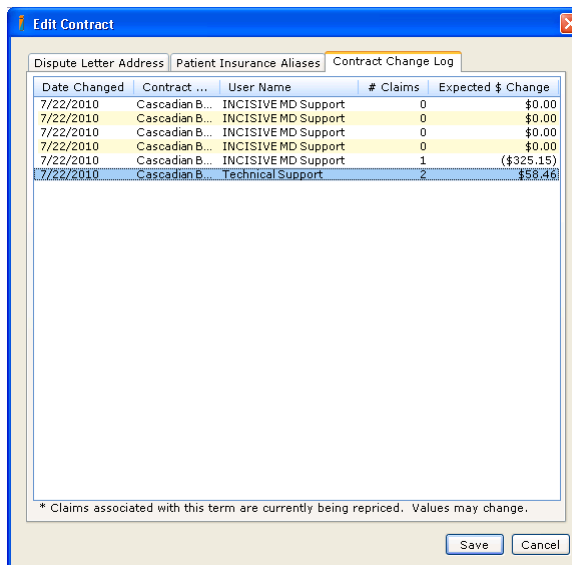 Edit Contract
Dispute Letter Address Patient Insurance Aliases Contract Change Log
Date Changed Contract ... User Name # Claims Expected $ Change
7/22/2010 Cascadian B... INCISIVE MD Support 0 $0.00
7/22/2010 Cascadian B... INCISIVE MD Support 0 $0.00
7/22/2010 Cascadian B... INCISIVE MD Support 0 $0.00
7/22/2010 Cascadian B... INCISIVE MD Support 0 $0.00
7/22/2010 Cascadian B... INCISIVE MD Support 1 ($325.15)
7/22/2010 Cascadian B... Technical Support 2 $58.46
* Claims associated with this term are currently being repriced. Values may change.
Save Cancel